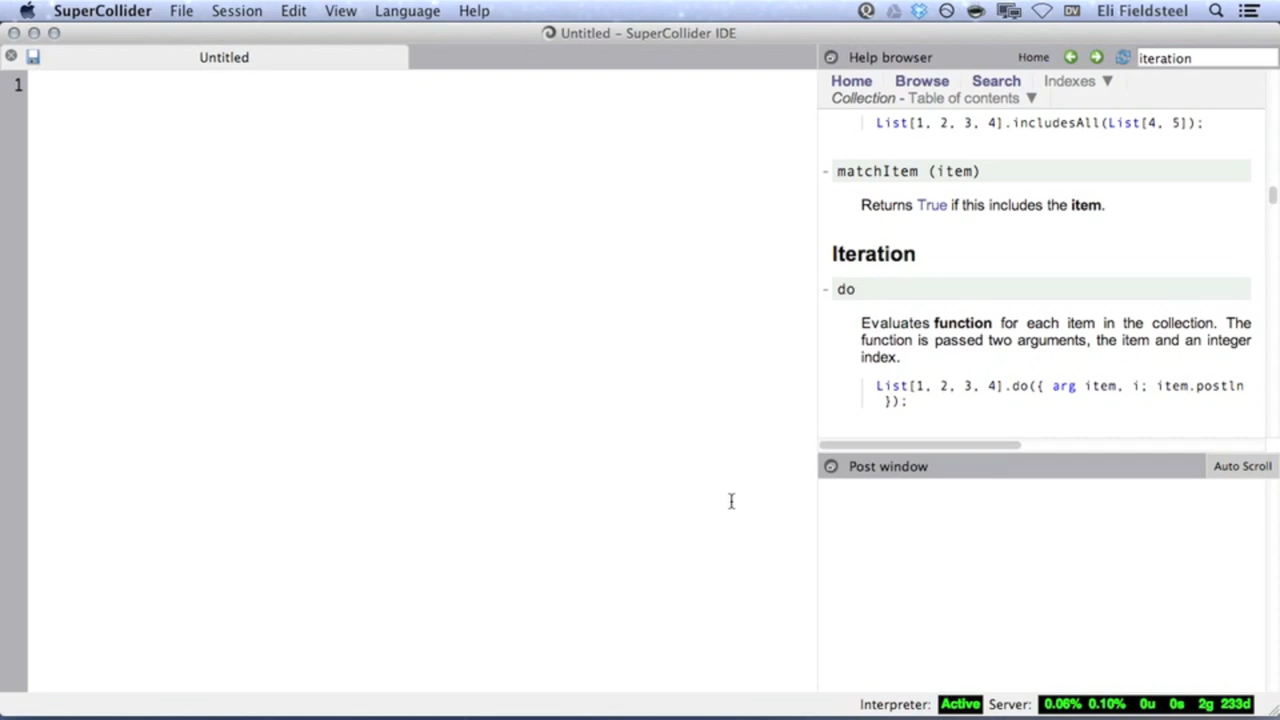 SuperCollider File Session Edit View Language Help DV Eli Fieldsteel
Untitled – SuperCollider IDE
Untitled
Help browser Home iteration
Home Browse Search Indexes ▼
Collection - Table of contents ▼
1
List[1, 2, 3, 4].includesAll(List[4, 5]);
- matchItem (item)
Returns True if this includes the item.
Iteration
- do
Evaluates function for each item in the collection. The
function is passed two arguments, the item and an integer
index.
List[1, 2, 3, 4].do({ arg item, i; item.postln
});
Post window Auto Scroll
Interpreter: Active Server: 0.06% 0.10% 0u 0s 2g 233d